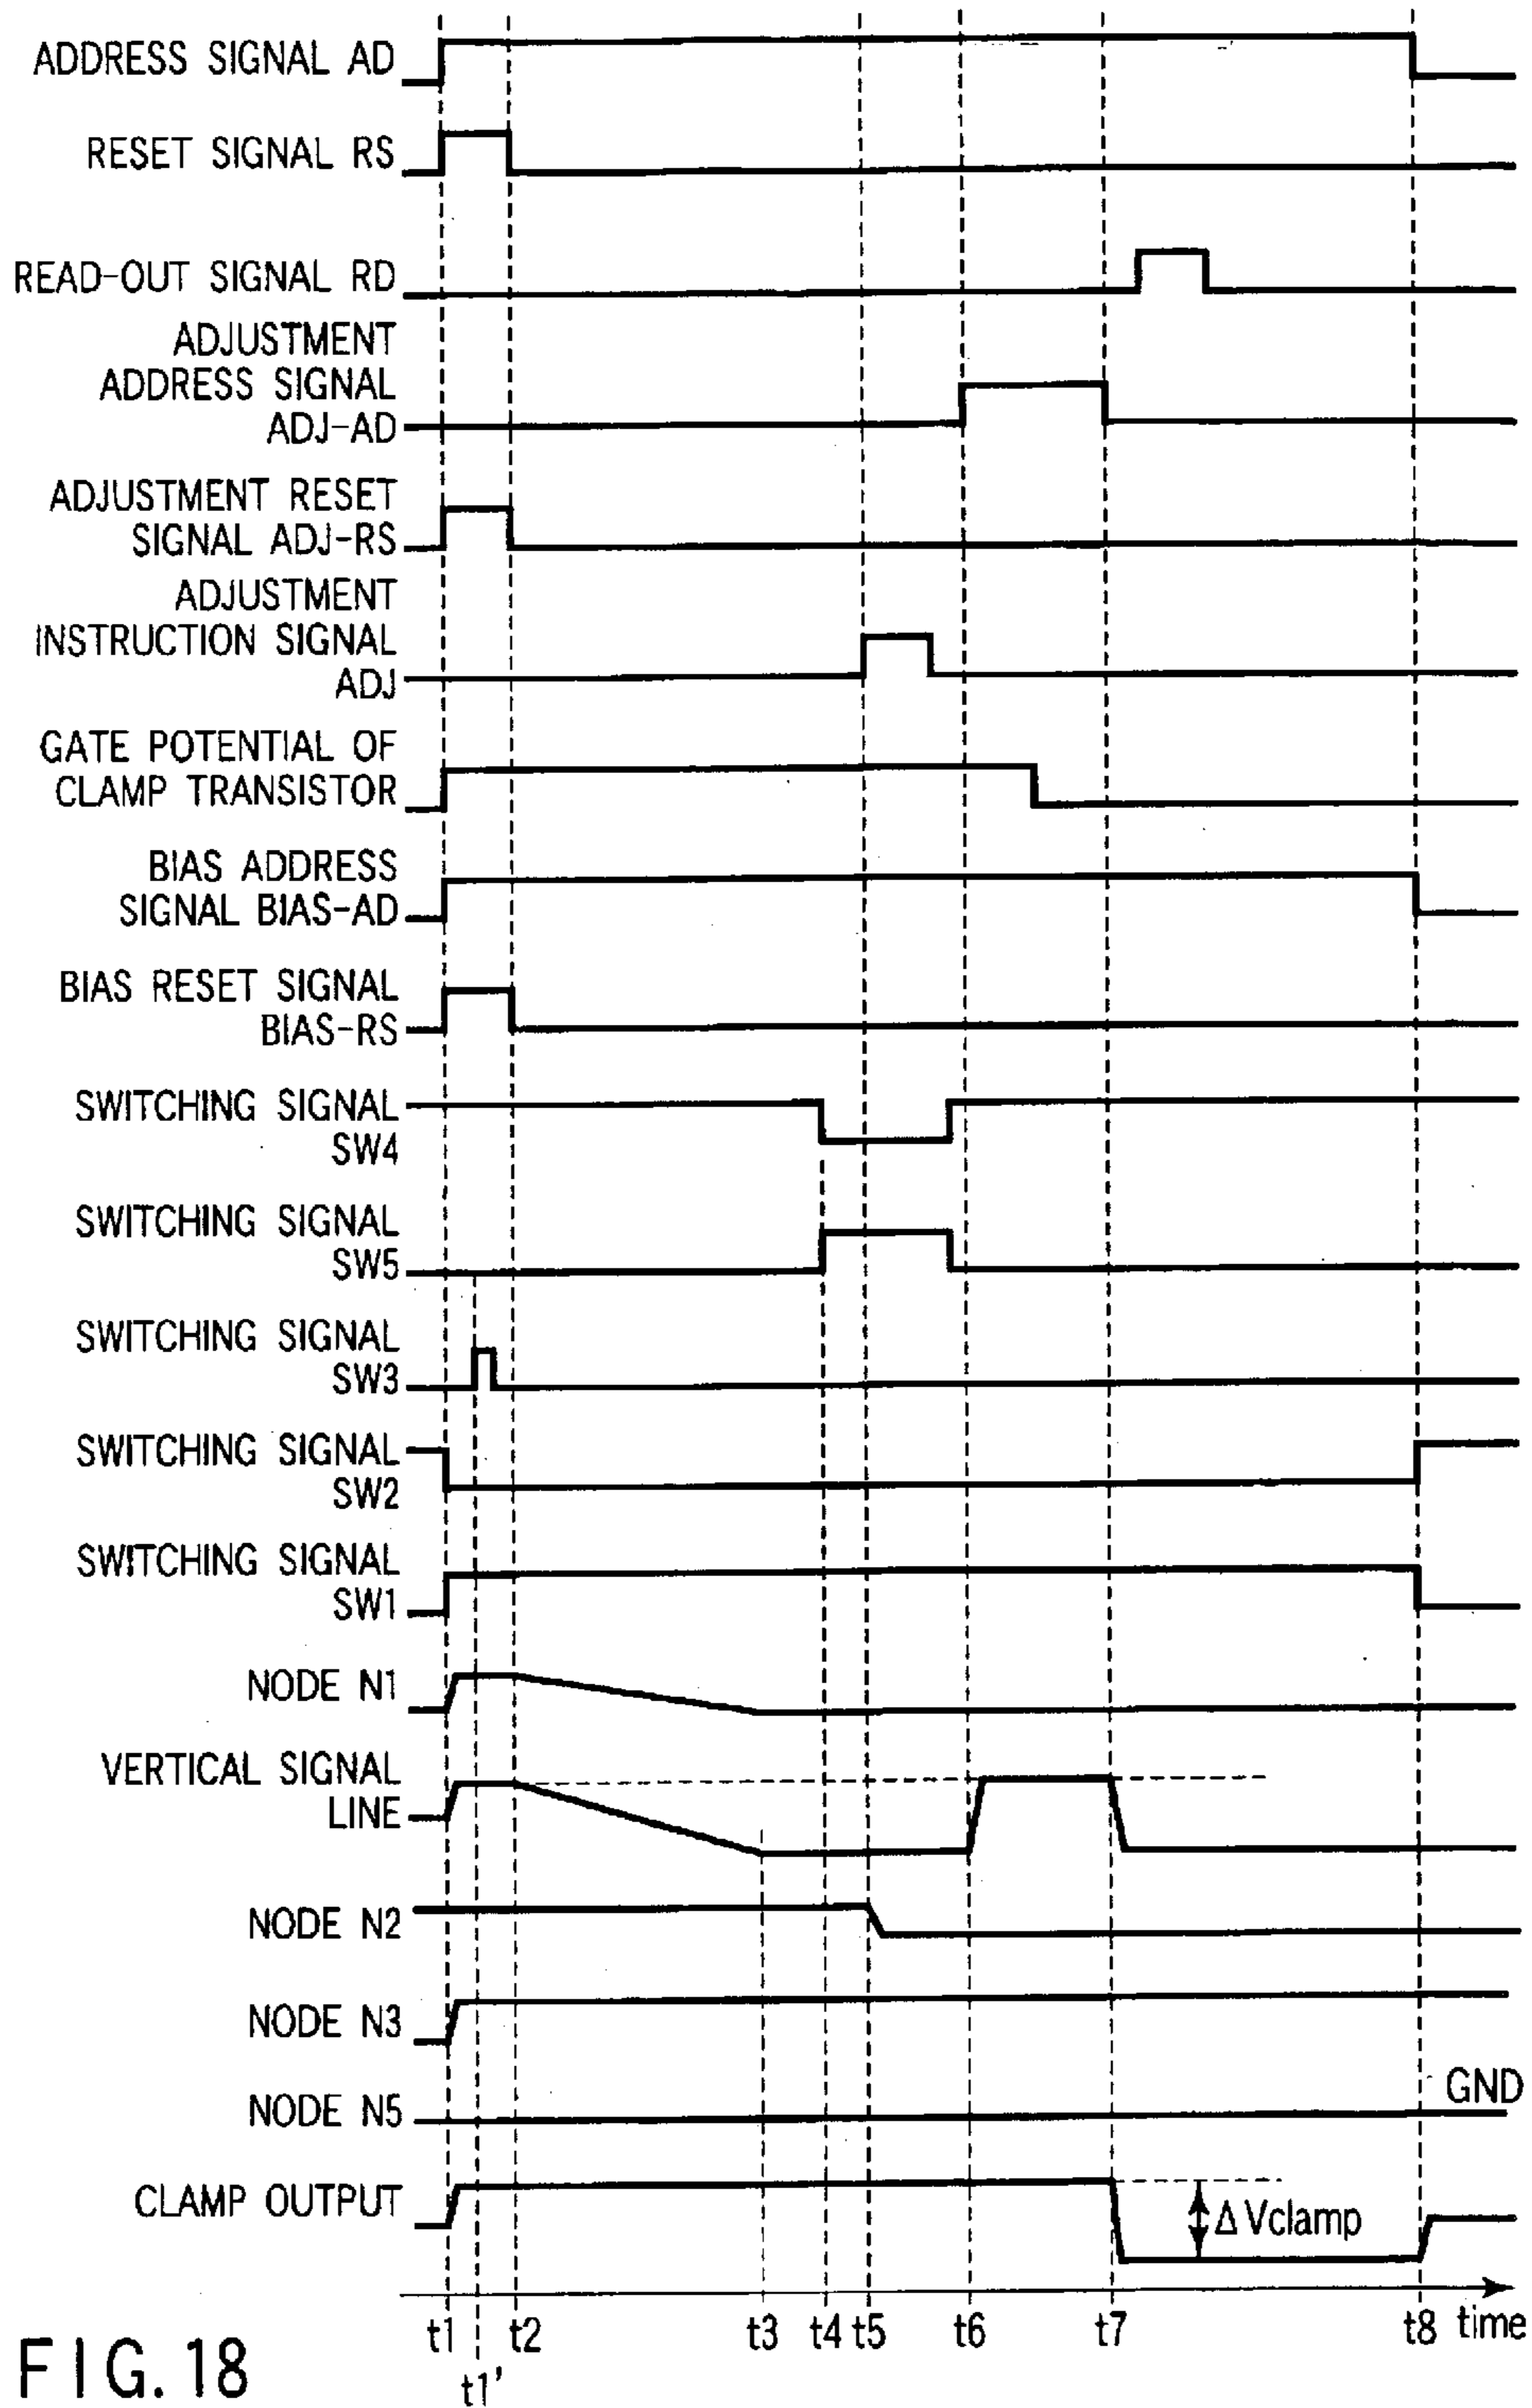 ADDRESS SIGNAL AD
RESET SIGNAL RS
READ-OUT SIGNAL RD
ADJUSTMENT
ADDRESS SIGNAL
ADJ-AD
ADJUSTMENT RESET
SIGNAL ADJ-RS
ADJUSTMENT
INSTRUCTION SIGNAL
ADJ
GATE POTENTIAL OF
CLAMP TRANSISTOR
BIAS ADDRESS
SIGNAL BIAS-AD
BIAS RESET SIGNAL
BIAS-RS
SWITCHING SIGNAL
SW4
SWITCHING SIGNAL
SW5
SWITCHING SIGNAL
SW3
SWITCHING SIGNAL
SW2
SWITCHING SIGNAL
SW1
NODE N1
VERTICAL SIGNAL
LINE
NODE N2
NODE N3
NODE N5
GND
CLAMP OUTPUT
Δ Vclamp
t1 t2 t3 t4 t5 t6 t7 t8 time
t1'
FIG. 18